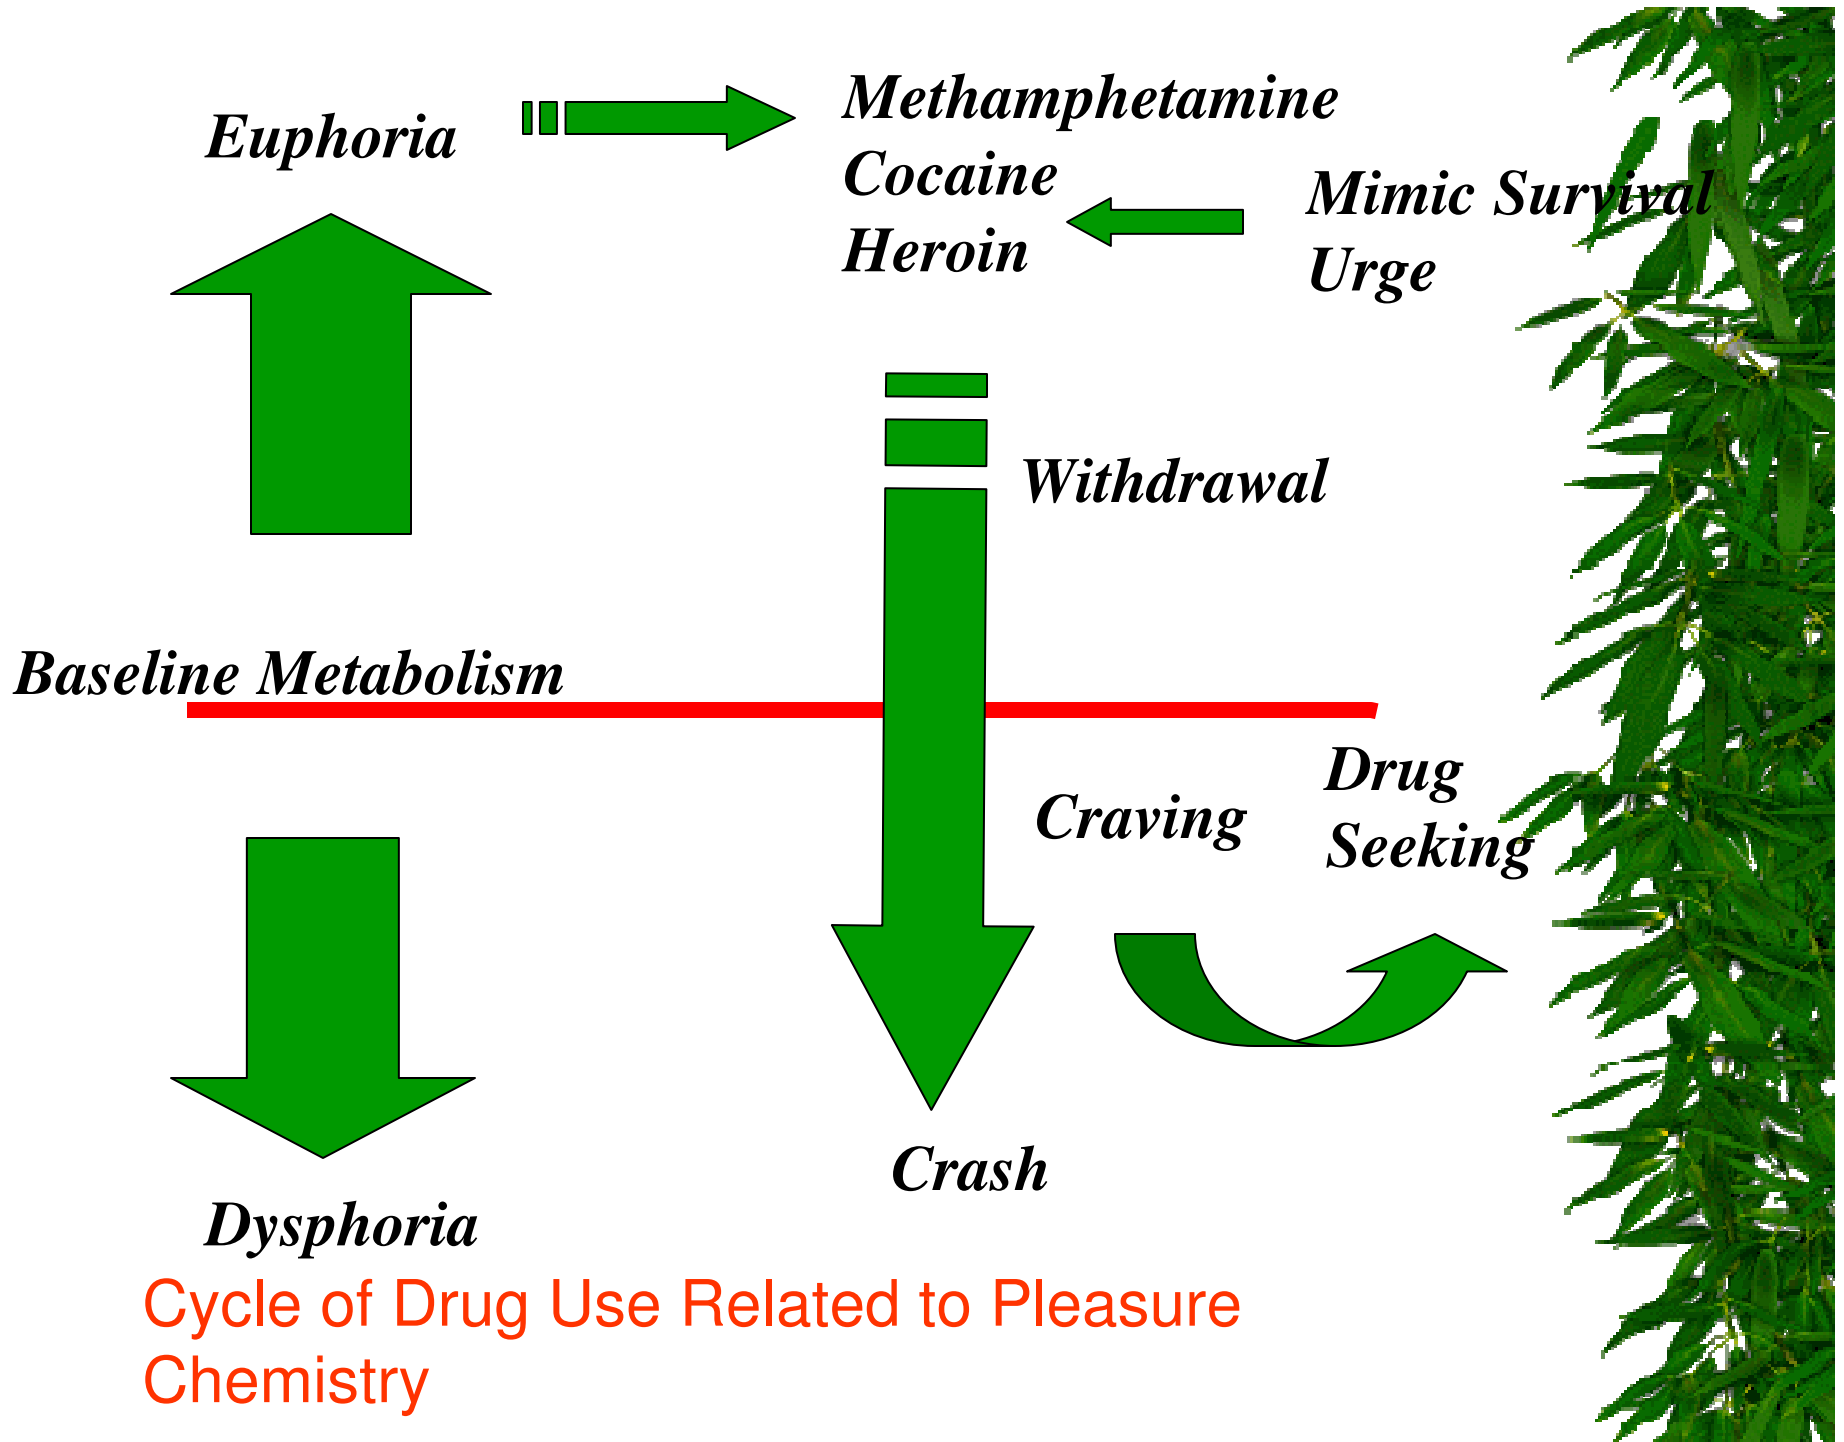 Euphoria
Methamphetamine
Cocaine
Heroin
Mimic Survival
Urge
Withdrawal
Baseline Metabolism
Craving
Drug
Seeking
Crash
Dysphoria
Cycle of Drug Use Related to Pleasure
Chemistry